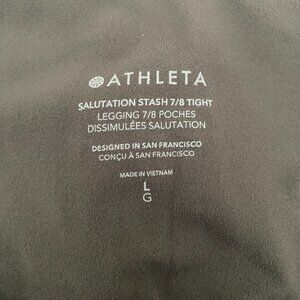 ATHLETA
SALUTATION STASH 7/8 TIGHT
LEGGING 7/8 POCHES
DISSIMULÉES SALUTATION
DESIGNED IN SAN FRANCISCO
CONÇU À SAN FRANCISCO
MADE IN VIETNAM
L
G